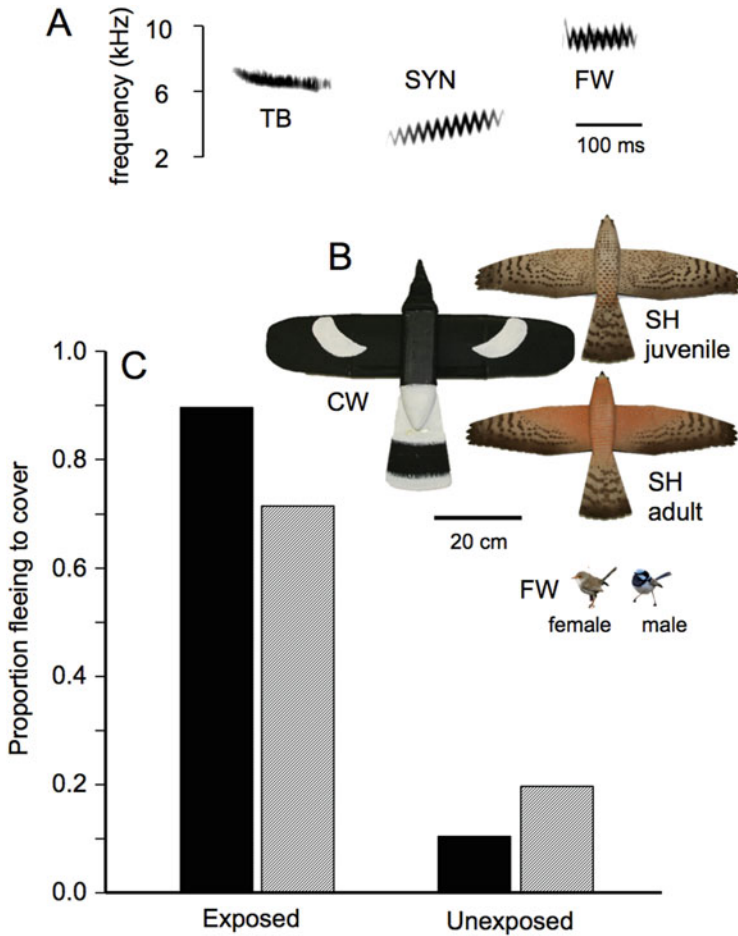 A
frequency (kHz)
10
6
2
TB
SYN
FW
100 ms
B
CW
SH
juvenile
SH
adult
20 cm
FW
female
male
C
Proportion fleeing to cover
1.0
0.8
0.6
0.4
0.2
0.0
Exposed
Unexposed